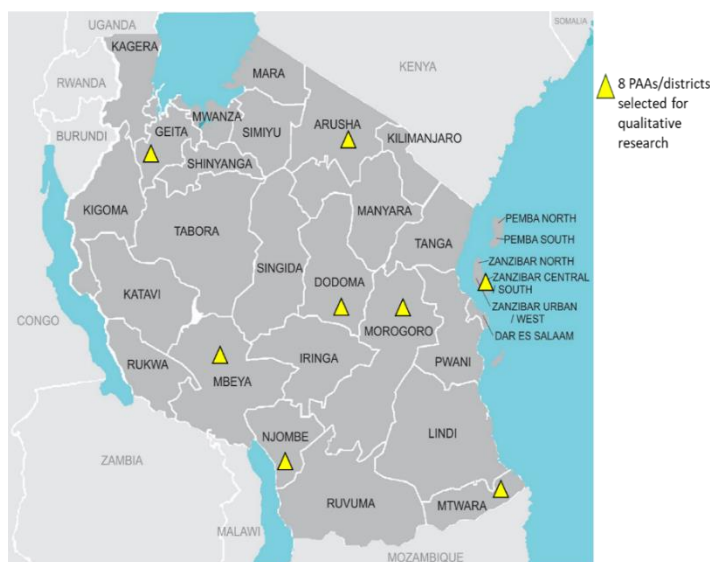 UGANDA
SOMALIA
KAGERA
KENYA
MARA
RWANDA
MWANZA
GEITA
SIMIYU
ARUSHA
KILIMANJARO
BURUNDI
SHINYANGA
8 PAAs/districts
selected for
qualitative
research
KIGOMA
MANYARA
PEMBA NORTH
TABORA
PEMBA SOUTH
TANGA
SINGIDA
ZANZIBAR NORTH
DODOMA
ZANZIBAR CENTRAL
/ SOUTH
KATAVI
ZANZIBAR URBAN
/ WEST
CONGO
MOROGORO
DAR ES SALAAM
RUKWA
IRINGA
PWANI
MBEYA
NJOMBE
LINDI
ZAMBIA
RUVUMA
MTWARA
MALAWI
MOZAMBIQUE